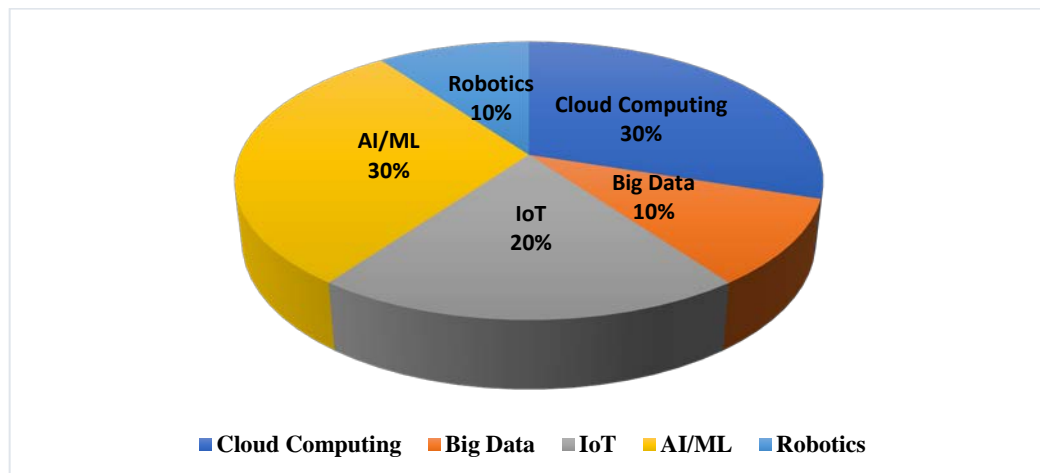 Robotics
10%
Cloud Computing
30%
AI/ML
30%
Big Data
10%
IoT
20%
Cloud Computing Big Data IoT AI/ML Robotics